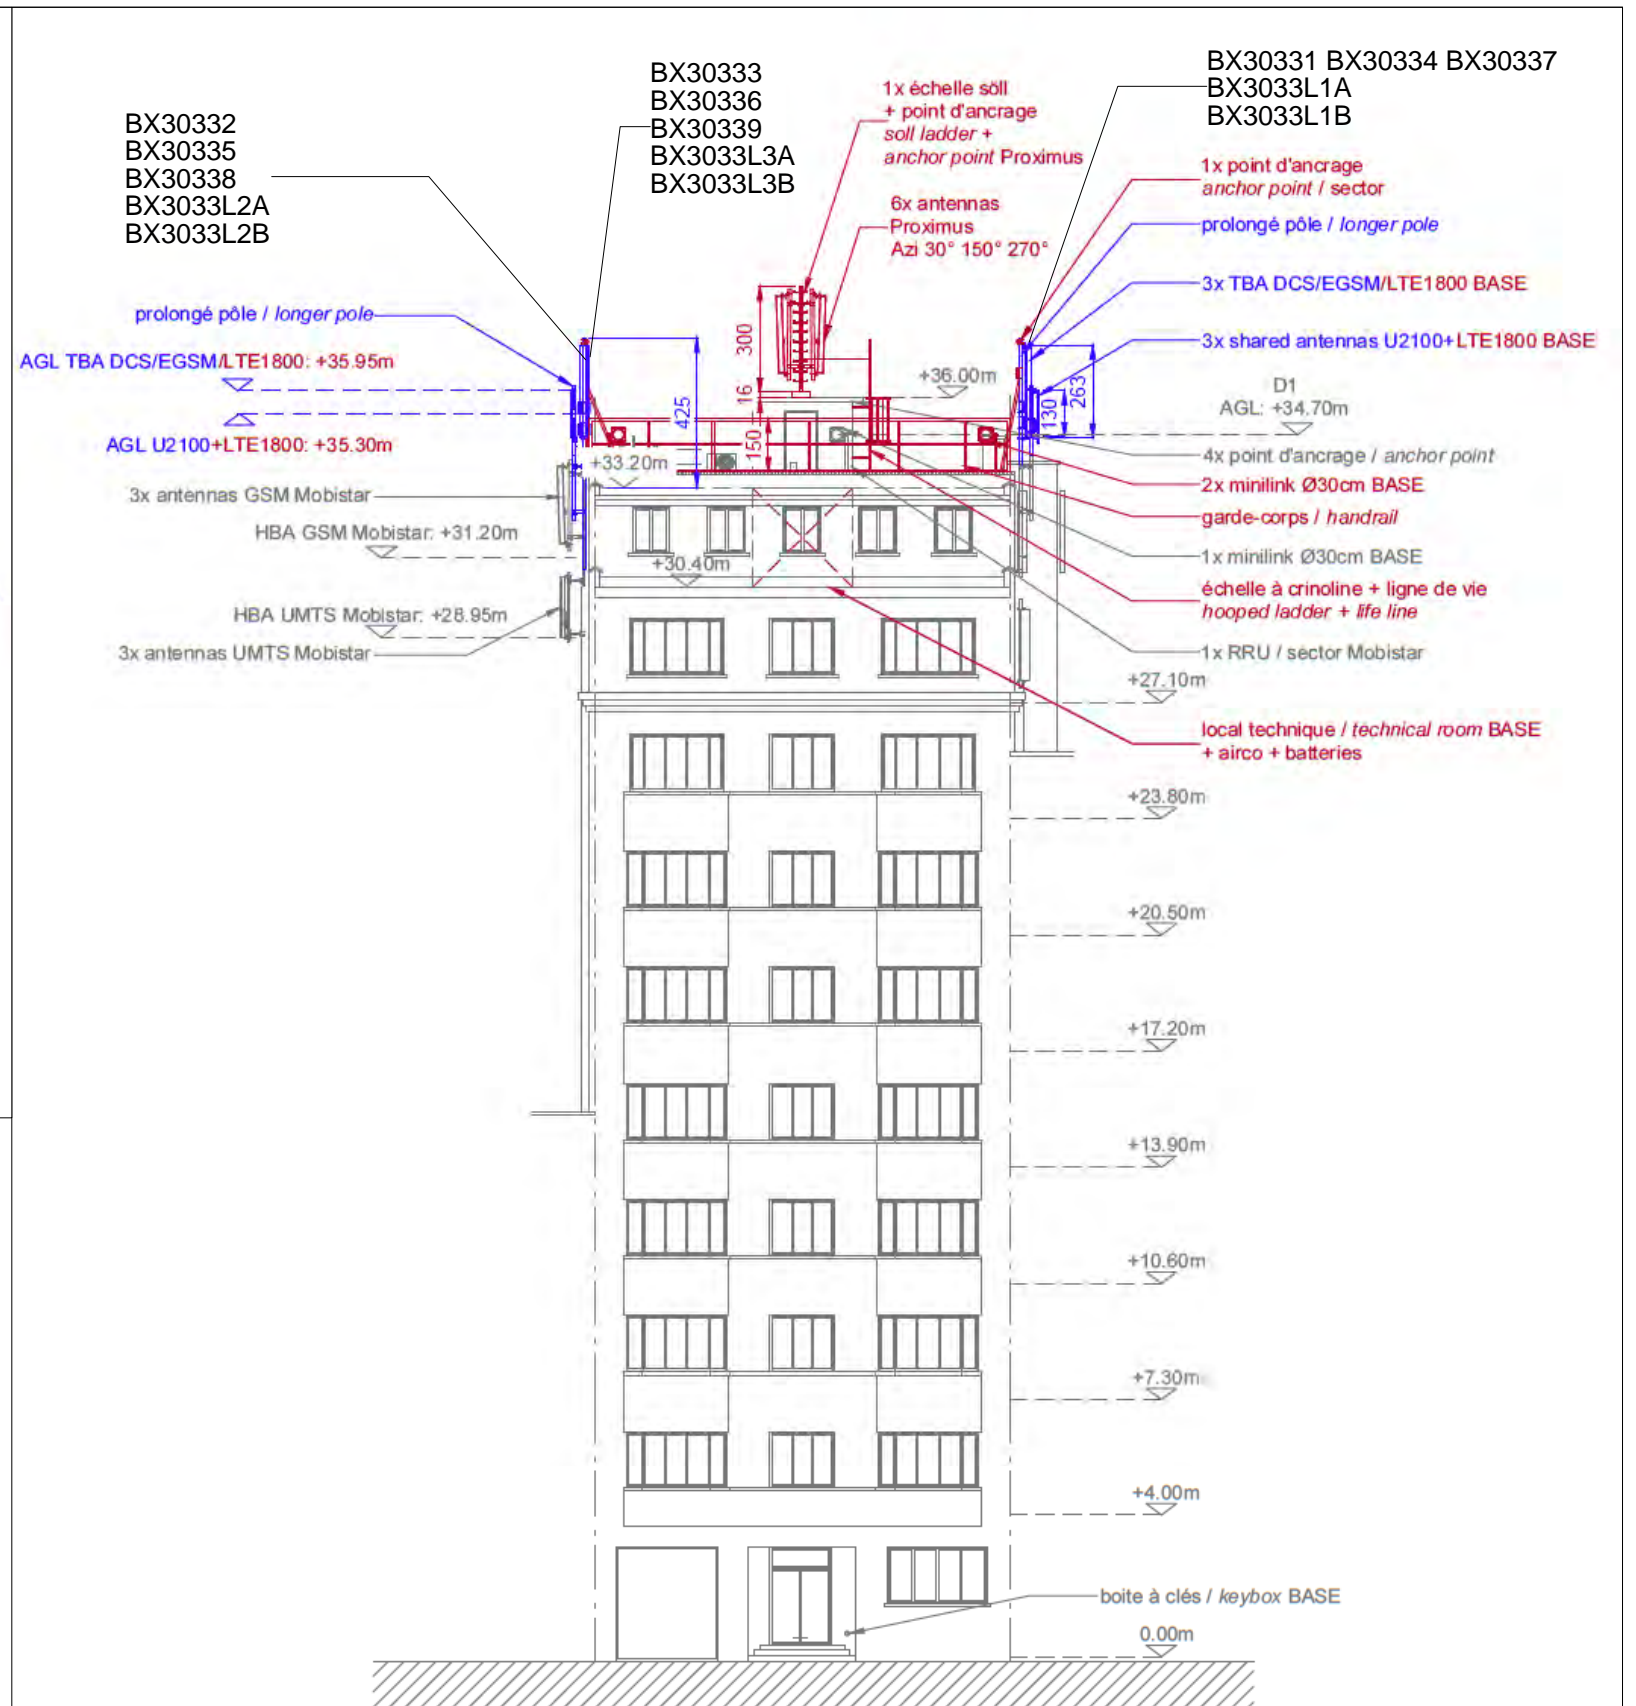 BX30332
BX30335
BX30338
BX3033L2A
BX3033L2B
BX30333
BX30336
BX30339
BX3033L3A
BX3033L3B
1x échelle söll
+ point d'ancrage
soll ladder +
anchor point Proximus
6x antennas
Proximus
Azi 30° 150° 270°
BX30331 BX30334 BX30337
BX3033L1A
BX3033L1B
1x point d'ancrage
anchor point / sector
prolongé pôle / longer pole
3x TBA DCS/EGSM/LTE1800 BASE
3x shared antennas U2100+LTE1800 BASE
D1
AGL: +34.70m
4x point d'ancrage / anchor point
2x minilink Ø30cm BASE
garde-corps / handrail
1x minilink Ø30cm BASE
échelle à crinoline + ligne de vie
hooped ladder + life line
1x RRU / sector Mobistar
+27.10m
local technique / technical room BASE
+ airco + batteries
prolongé pôle / longer pole
AGL TBA DCS/EGSM/LTE1800: +35.95m
AGL U2100+LTE1800: +35.30m
3x antennas GSM Mobistar
HBA GSM Mobistar: +31.20m
HBA UMTS Mobistar: +28.95m
3x antennas UMTS Mobistar
425
300
16
150
+36.00m
130
263
+33.20m
+30.40m
+23.80m
+20.50m
+17.20m
+13.90m
+10.60m
+7.30m
+4.00m
boite à clés / keybox BASE
0.00m